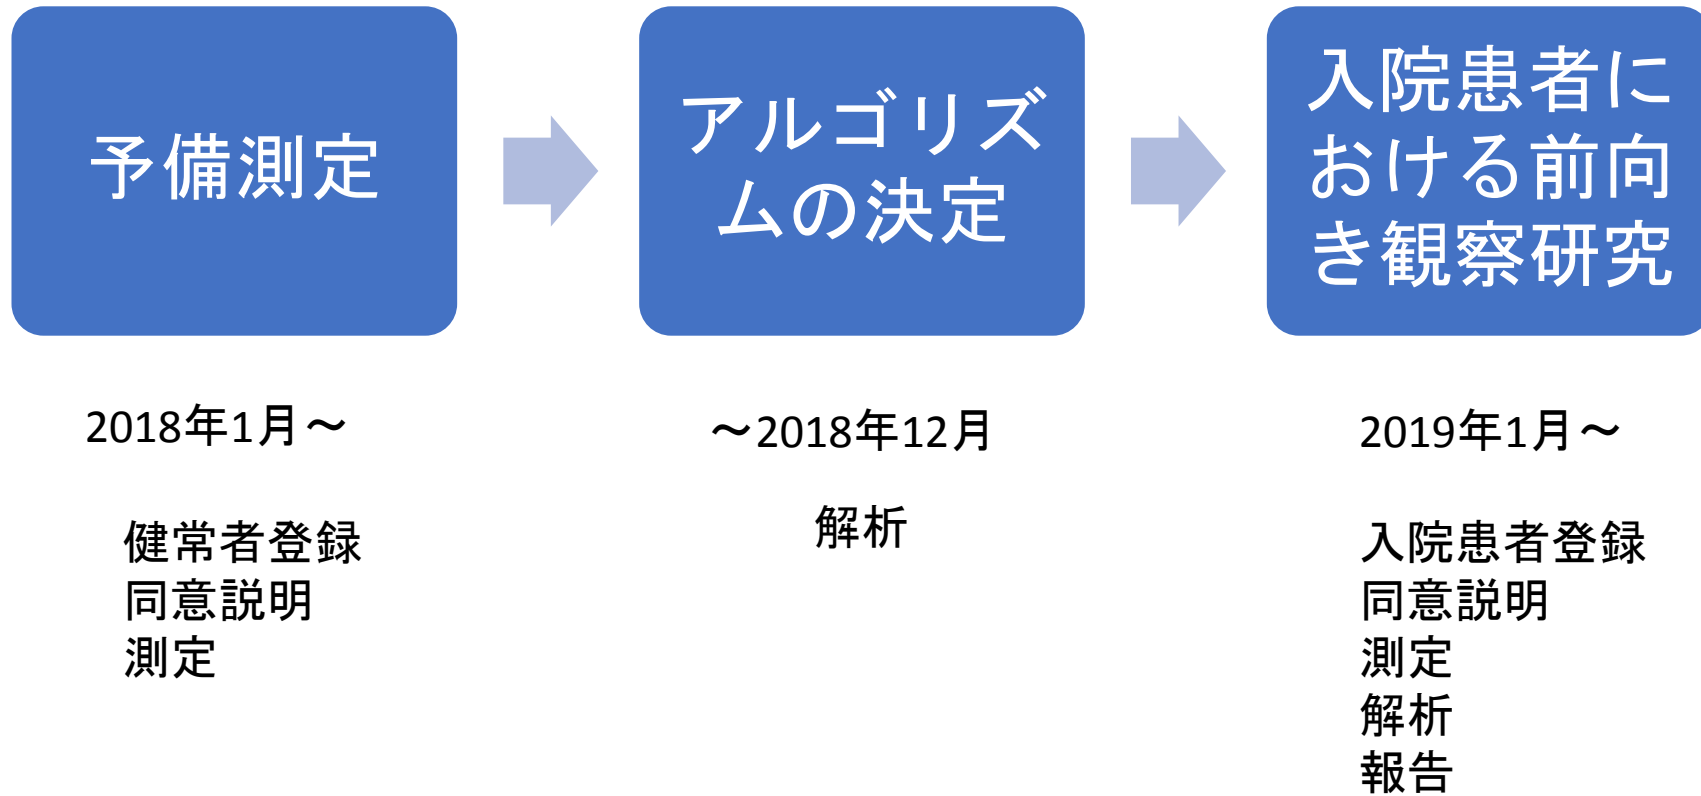 予備測定
アルゴリズ
ムの決定
入院患者に
おける前向
き観察研究
2018年1月～
健常者登録
同意説明
測定
～2018年12月
解析
2019年1月～
入院患者登録
同意説明
測定
解析
報告